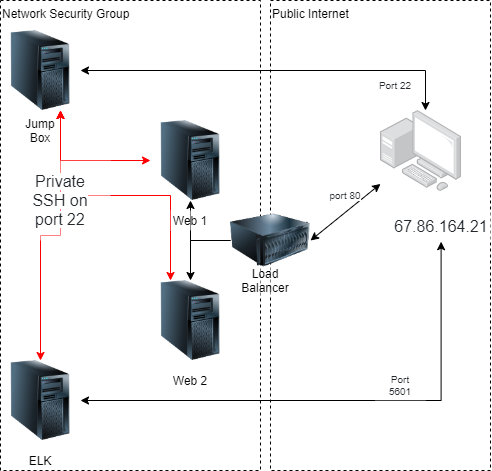 Network Security Group
Public Internet
Port 22
Jump
Box
Private
SSH on
port 22
port 80
Web 1
67.86.164.21
Load
Balancer
Web 2
Port
5601
ELK